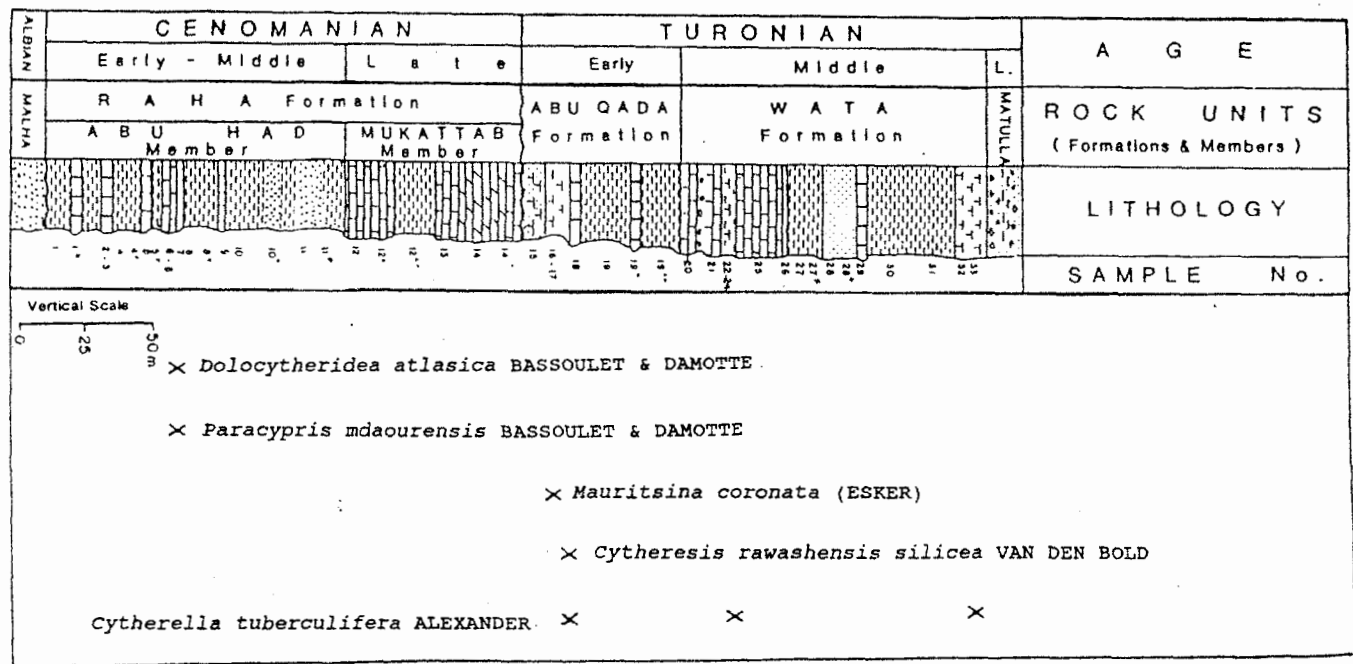 ALBIAN
CENOMANIAN
TURONIAN
A G E
Early - Middle
Late
Early
Middle
L.
MALHA
RAHA Formation
ABU QADA
Formation
WATA
Formation
MATULLA
ROCK UNITS
(Formations & Members)
ABU HAD
Member
MUKATTAB
Member
LITHOLOGY
SAMPLE No.
Vertical Scale
0 25 50 m
× Dolocytheridea atlasica BASSOULET & DAMOTTE
× Paracypris mdaourensis BASSOULET & DAMOTTE
× Mauritsina coronata (ESKER)
× Cytheresis rawashensis silicea VAN DEN BOLD
Cytherella tuberculifera ALEXANDER × × ×